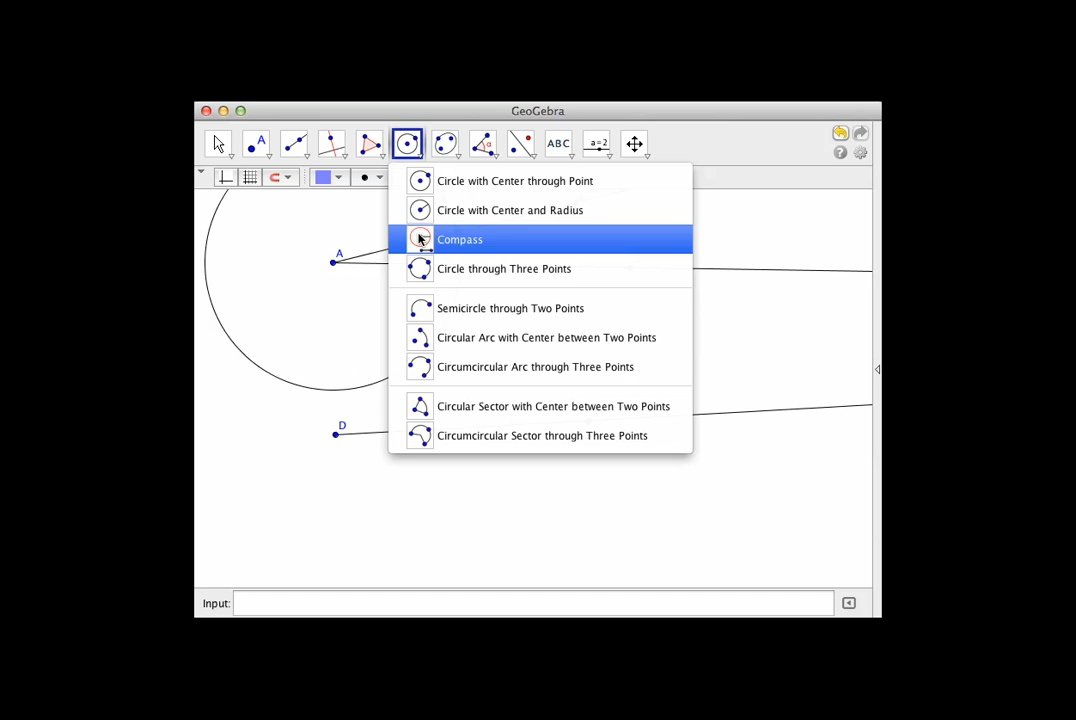 GeoGebra
A
α
ABC
a=2
Circle with Center through Point
Circle with Center and Radius
Compass
Circle through Three Points
Semicircle through Two Points
Circular Arc with Center between Two Points
Circumcircular Arc through Three Points
Circular Sector with Center between Two Points
Circumcircular Sector through Three Points
A
D
Input: